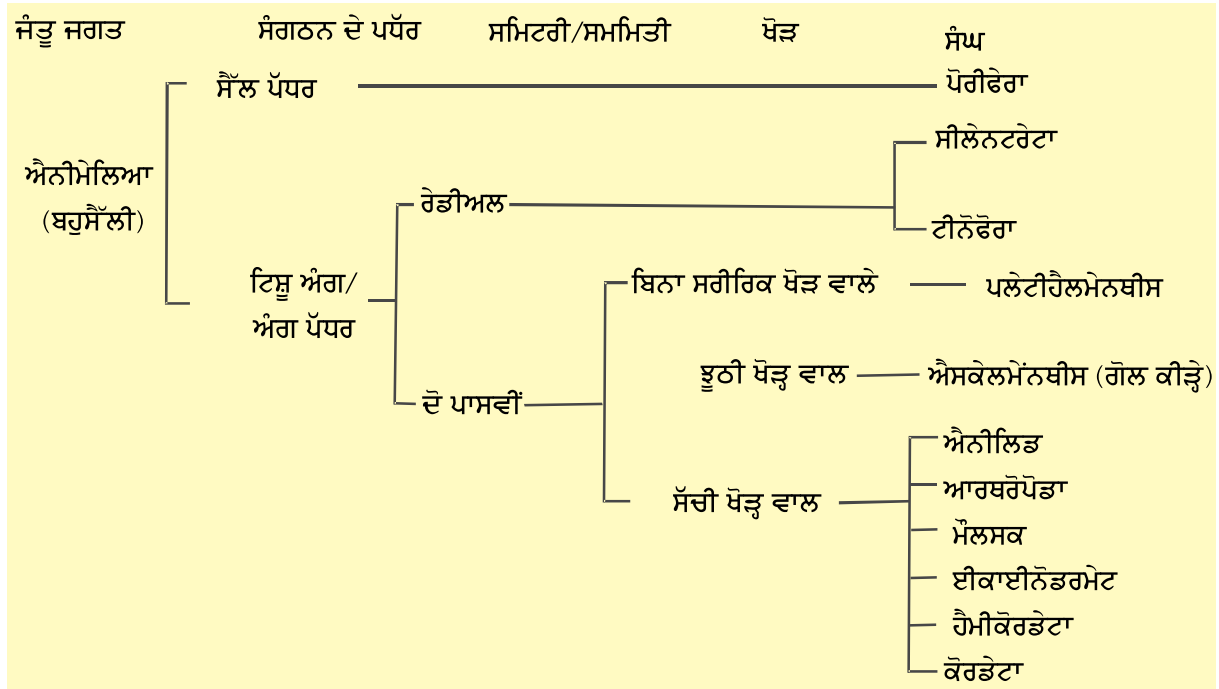 ਜੰਤੂ ਜਗਤ ਸੰਗਠਨ ਦੇ ਪਧੱਰ ਸਮਿਟਰੀ/ਸਮਮਿਤੀ ਖੋੜ ਸੰਘ
ਸੈੱਲ ਪੱਧਰ ਪੋਰੀਫੇਰਾ
ਸੀਲੇਨਟਰੇਟਾ
ਐਨੀਮੇਲਿਆ
(ਬਹੁਸੈੱਲੀ)
ਰੇਡੀਅਲ
ਟੀਨੋਫੋਰਾ
ਟਿਸ਼ੂ ਅੰਗ/
ਅੰਗ ਪੱਧਰ
ਬਿਨਾ ਸਰੀਰਿਕ ਖੋੜ ਵਾਲੇ ਪਲੇਟੀਹੈਲਮੇਨਥੀਸ
ਝੂਠੀ ਖੋੜ੍ਹ ਵਾਲ ਐਸਕੇਲਮੇਂਨਥੀਸ (ਗੋਲ ਕੀੜ੍ਹੇ)
ਦੋ ਪਾਸਵੀਂ
ਐਨੀਲਿਡ
ਸੱਚੀ ਖੋੜ੍ਹ ਵਾਲ ਆਰਥਰੋਪੋਡਾ
ਮੌਲਸਕ
ਈਕਾਈਨੋਡਰਮੇਟ
ਹੈਮੀਕੋਰਡੇਟਾ
ਕੋਰਡੇਟਾ